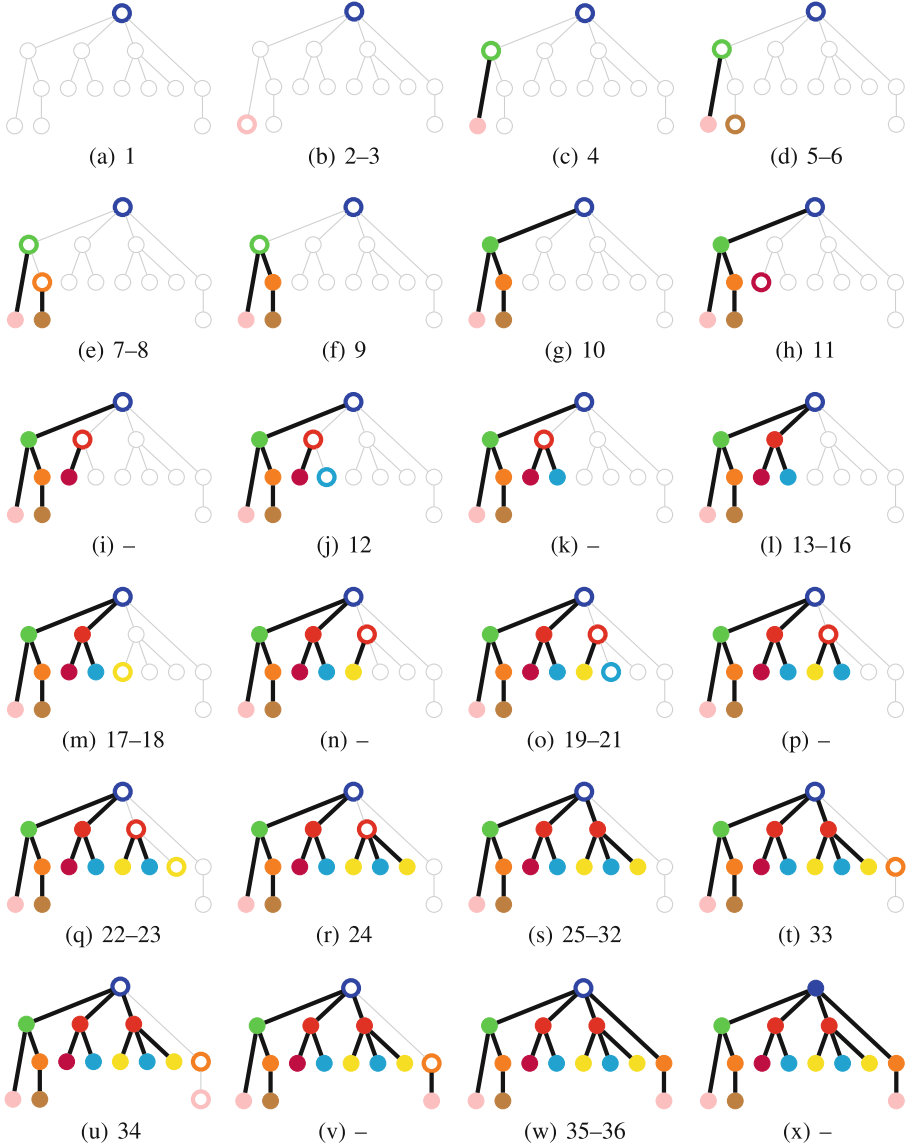 (a) 1
(b) 2–3
(c) 4
(d) 5–6
(e) 7–8
(f) 9
(g) 10
(h) 11
(i) –
(j) 12
(k) –
(l) 13–16
(m) 17–18
(n) –
(o) 19–21
(p) –
(q) 22–23
(r) 24
(s) 25–32
(t) 33
(u) 34
(v) –
(w) 35–36
(x) –